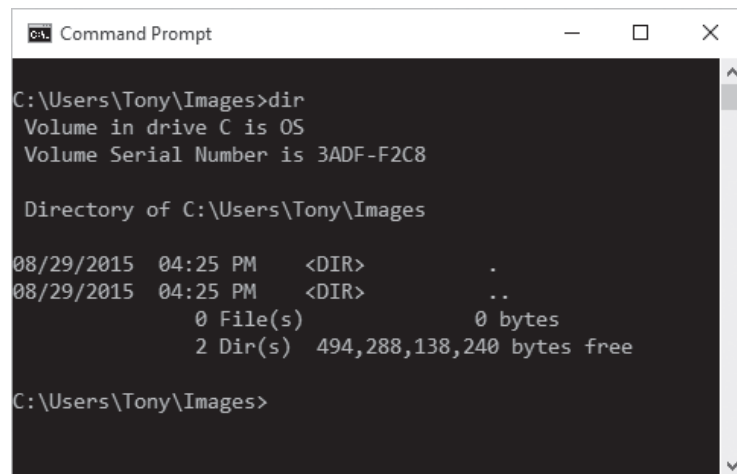 Command Prompt
C:\Users\Tony\Images>dir
 Volume in drive C is OS
 Volume Serial Number is 3ADF-F2C8
 Directory of C:\Users\Tony\Images
08/29/2015  04:25 PM    <DIR>          .
08/29/2015  04:25 PM    <DIR>          ..
               0 File(s)              0 bytes
               2 Dir(s)  494,288,138,240 bytes free
C:\Users\Tony\Images>